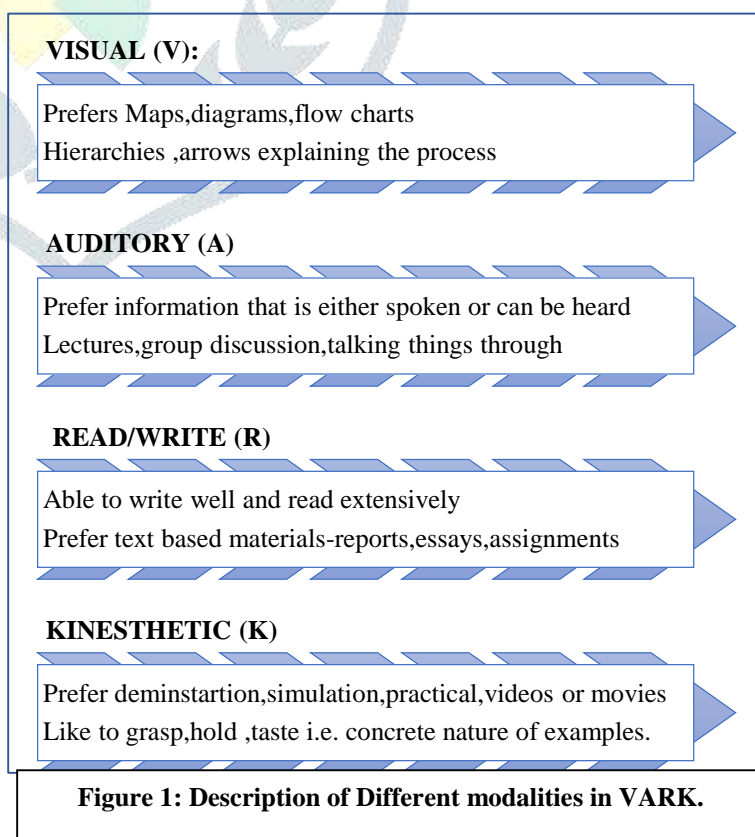 VISUAL (V):
Prefers Maps,diagrams,flow charts
Hierarchies ,arrows explaining the process
AUDITORY (A)
Prefer information that is either spoken or can be heard
Lectures,group discussion,talking things through
READ/WRITE (R)
Able to write well and read extensively
Prefer text based materials-reports,essays,assignments
KINESTHETIC (K)
Prefer deminstartion,simulation,practical,videos or movies
Like to grasp,hold ,taste i.e. concrete nature of examples.
Figure 1: Description of Different modalities in VARK.